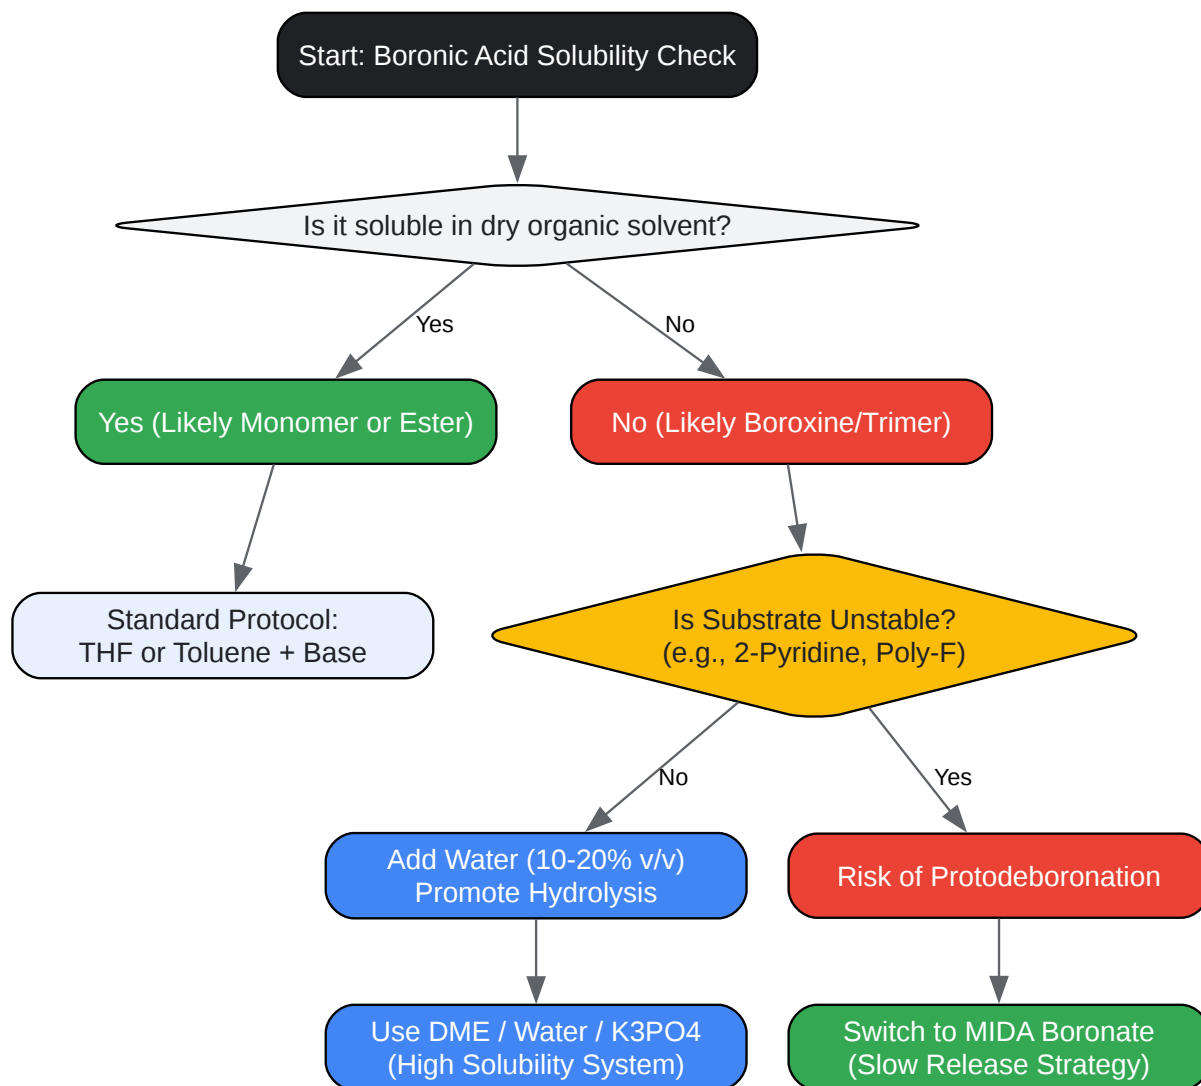 Start: Boronic Acid Solubility Check
Is it soluble in dry organic solvent?
Yes
No
Yes (Likely Monomer or Ester)
No (Likely Boroxine/Trimer)
Standard Protocol:
THF or Toluene + Base
Is Substrate Unstable?
(e.g., 2-Pyridine, Poly-F)
No
Yes
Add Water (10-20% v/v)
Promote Hydrolysis
Risk of Protodeboronation
Use DME / Water / K3PO4
(High Solubility System)
Switch to MIDA Boronate
(Slow Release Strategy)